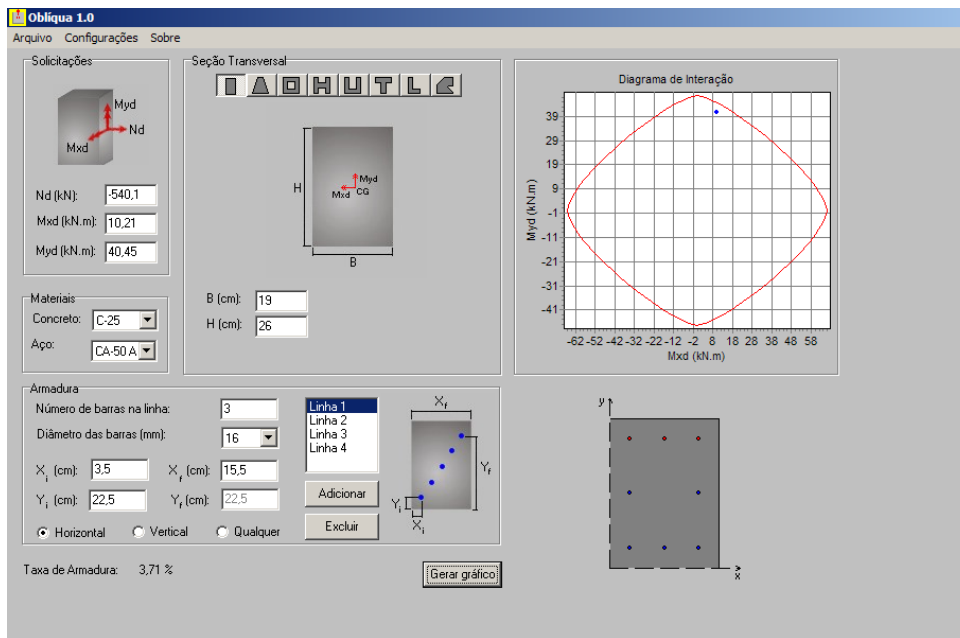 Oblíqua 1.0
Arquivo Configurações Sobre
Solicitações
Myd
Nd
Mxd
Nd (kN): -540,1
Mxd (kN.m): 10,21
Myd (kN.m): 40,45
Materiais
Concreto: C-25
Aço: CA-50 A
Seção Transversal
H
Myd
Mxd CG
B
B (cm): 19
H (cm): 26
Diagrama de Interação
Myd (kN.m)
39
29
19
9
-1
-11
-21
-31
-41
-62 -52 -42 -32 -22 -12 -2 8 18 28 38 48 58
Mxd (kN.m)
Armadura
Número de barras na linha: 3
Diâmetro das barras (mm): 16
Xi (cm): 3,5 Xf (cm): 15,5
Yi (cm): 22,5 Yf (cm): 22,5
Horizontal Vertical Qualquer
Linha 1
Linha 2
Linha 3
Linha 4
Adicionar
Excluir
Xf
Yf
Yi
Xi
Taxa de Armadura: 3,71 %
Gerar gráfico
y
x